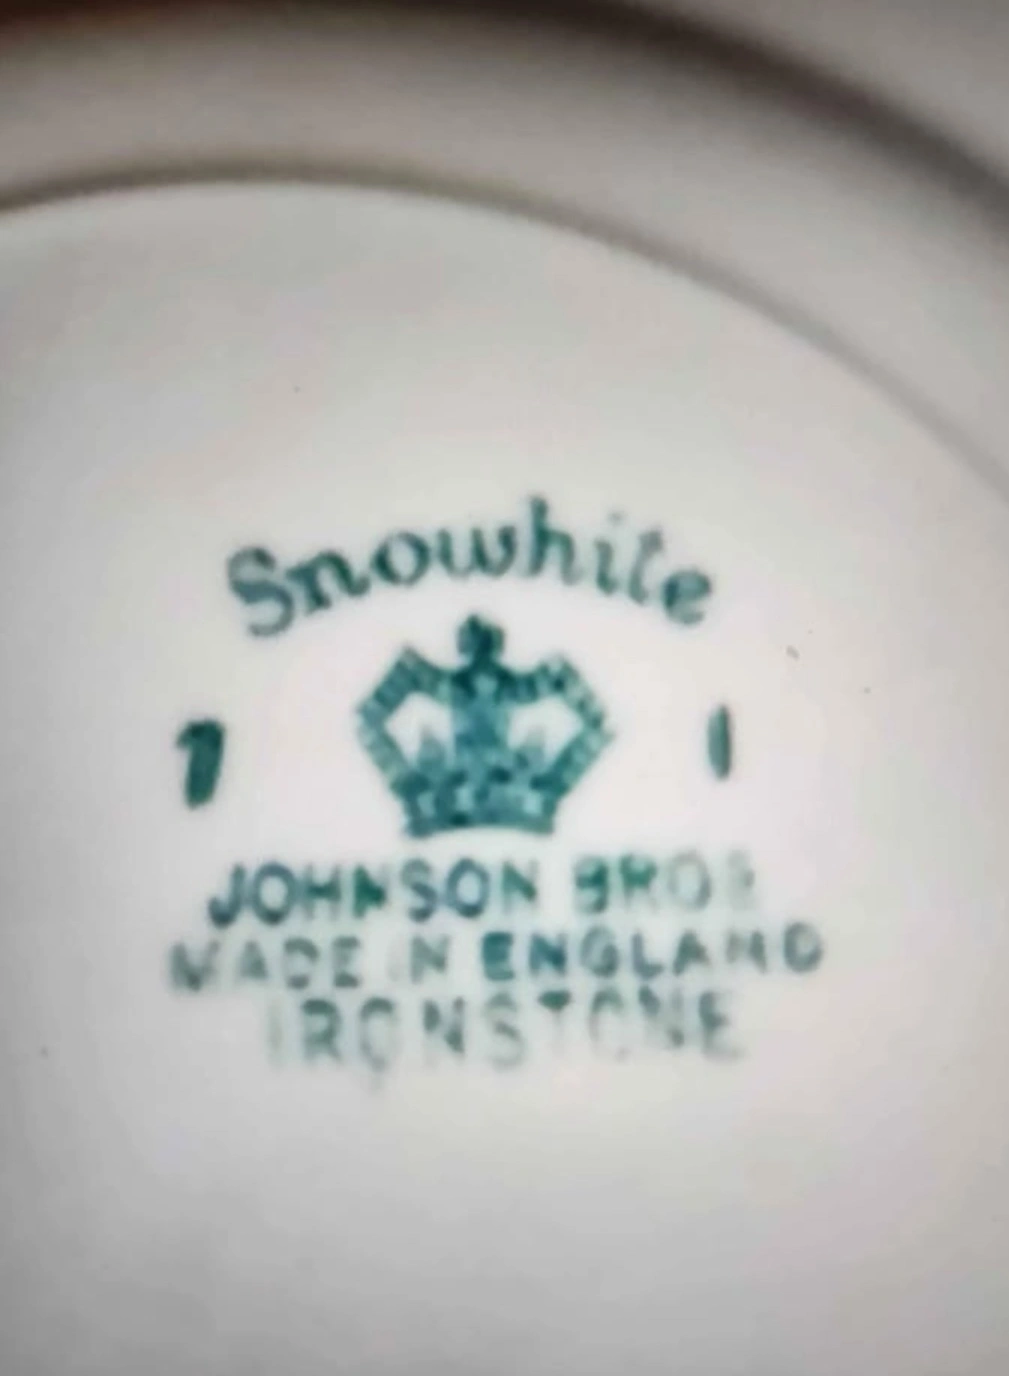 Snowhite
1 1
JOHNSON BROS
MADE IN ENGLAND
IRONSTONE